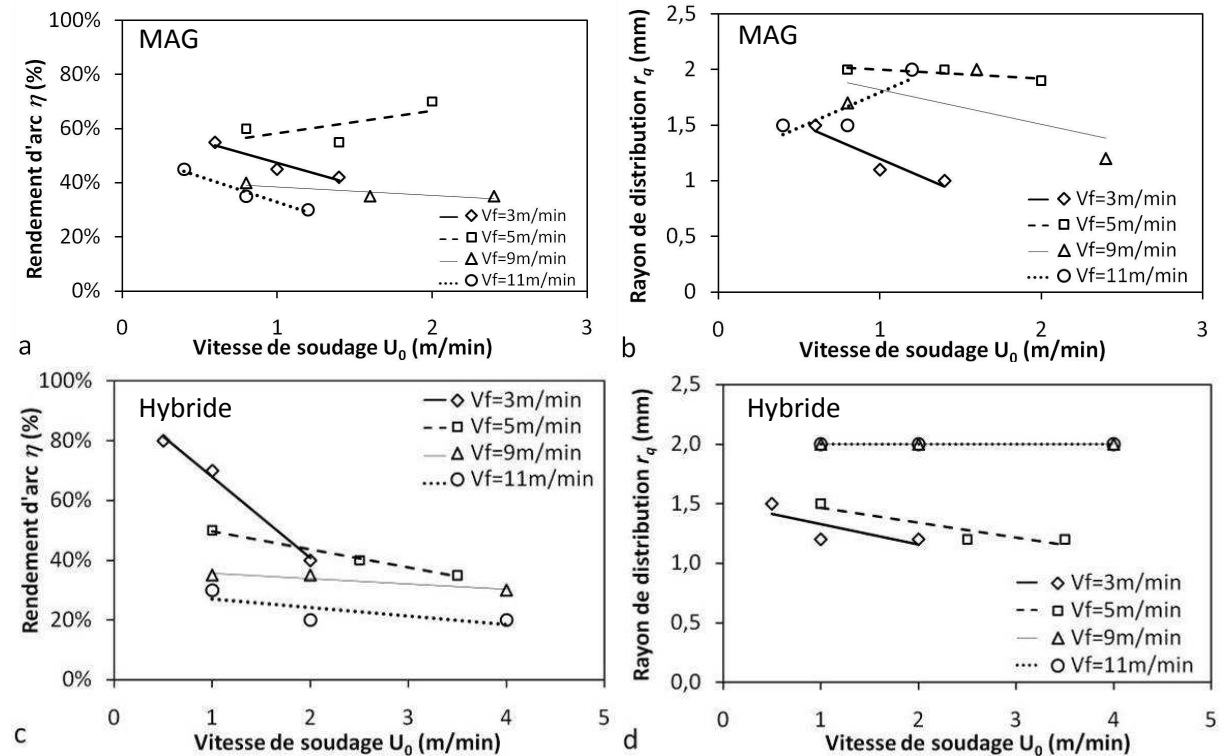 MAG
Rendement d'arc η (%)
100%
80%
60%
40%
20%
0%
0
1
2
3
Vf=3m/min
Vf=5m/min
Vf=9m/min
Vf=11m/min
Vitesse de soudage U0 (m/min)
a
MAG
Rayon de distribution rq (mm)
2,5
2
1,5
1
0,5
0
0
1
2
3
Vf=3m/min
Vf=5m/min
Vf=9m/min
Vf=11m/min
Vitesse de soudage U0 (m/min)
b
Hybride
Rendement d'arc η (%)
100%
80%
60%
40%
20%
0%
0
1
2
3
4
5
Vf=3m/min
Vf=5m/min
Vf=9m/min
Vf=11m/min
Vitesse de soudage U0 (m/min)
c
Hybride
Rayon de distribution rq (mm)
2,5
2,0
1,5
1,0
0,5
0,0
0
1
2
3
4
5
Vf=3m/min
Vf=5m/min
Vf=9m/min
Vf=11m/min
Vitesse de soudage U0 (m/min)
d